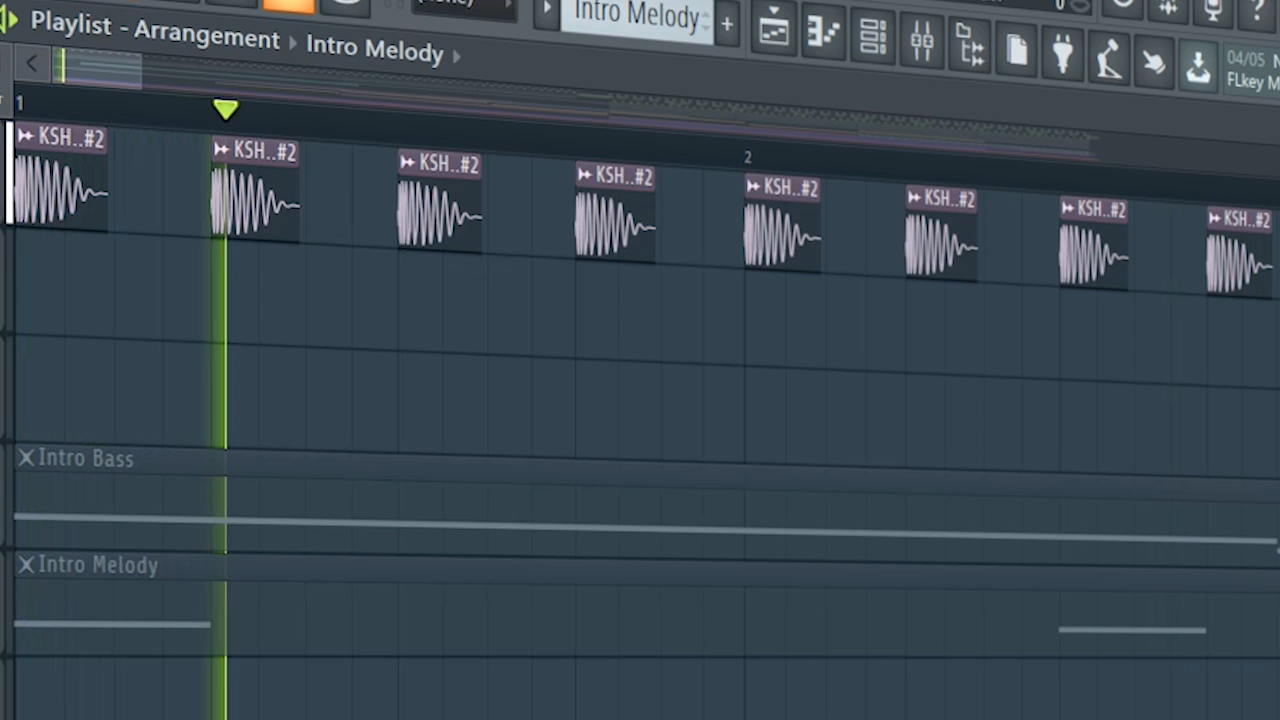 Intro Melody
+
?
Playlist - Arrangement
Intro Melody
04/05
FLkey M
1
2
KSH..#2
KSH..#2
KSH..#2
KSH..#2
KSH..#2
KSH..#2
KSH..#2
KSH..#2
Intro Bass
Intro Melody